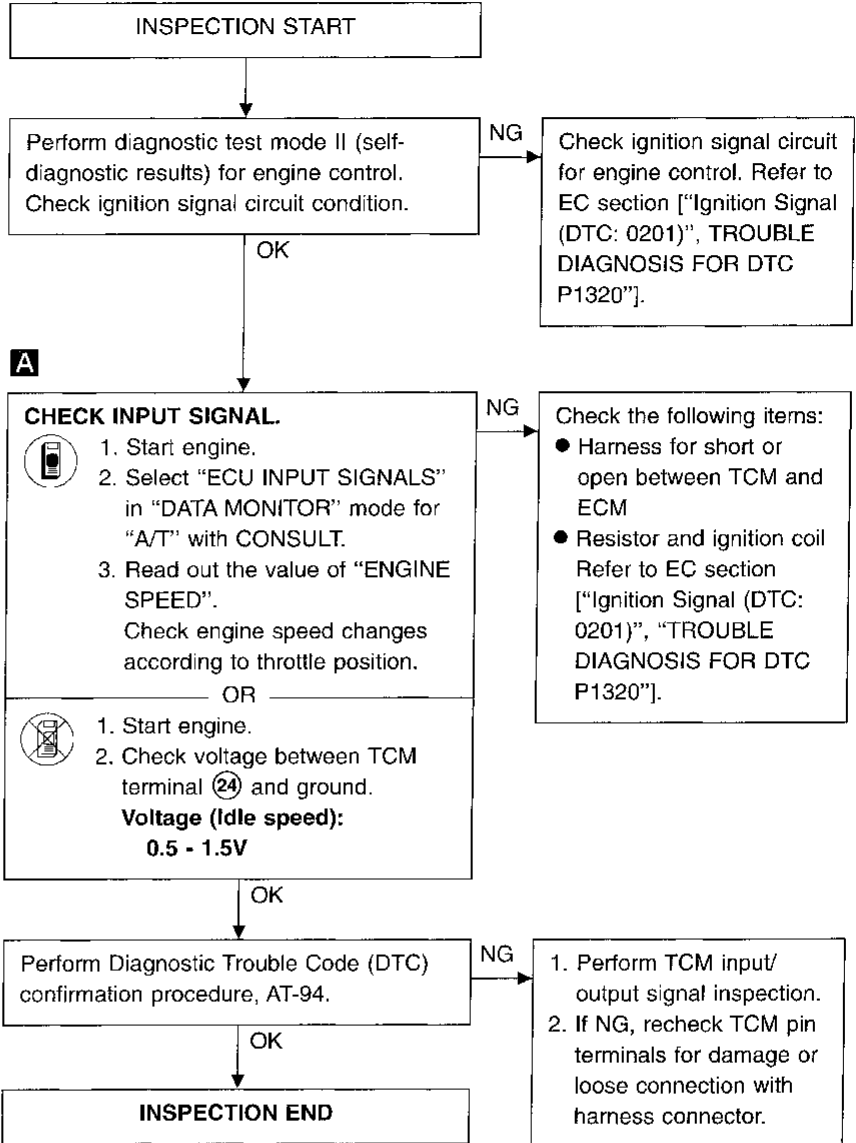 INSPECTION START
Perform diagnostic test mode II (self-
diagnostic results) for engine control.
Check ignition signal circuit condition.
NG
Check ignition signal circuit
for engine control. Refer to
EC section ["Ignition Signal
(DTC: 0201)", TROUBLE
DIAGNOSIS FOR DTC
P1320"].
OK
A
CHECK INPUT SIGNAL.
1. Start engine.
2. Select "ECU INPUT SIGNALS"
in "DATA MONITOR" mode for
"A/T" with CONSULT.
3. Read out the value of "ENGINE
SPEED".
Check engine speed changes
according to throttle position.
OR
1. Start engine.
2. Check voltage between TCM
terminal 24 and ground.
Voltage (Idle speed):
0.5 - 1.5V
NG
Check the following items:
● Harness for short or
open between TCM and
ECM
● Resistor and ignition coil
Refer to EC section
["Ignition Signal (DTC:
0201)", "TROUBLE
DIAGNOSIS FOR DTC
P1320"].
OK
Perform Diagnostic Trouble Code (DTC)
confirmation procedure, AT-94.
NG
1. Perform TCM input/
output signal inspection.
2. If NG, recheck TCM pin
terminals for damage or
loose connection with
harness connector.
OK
INSPECTION END